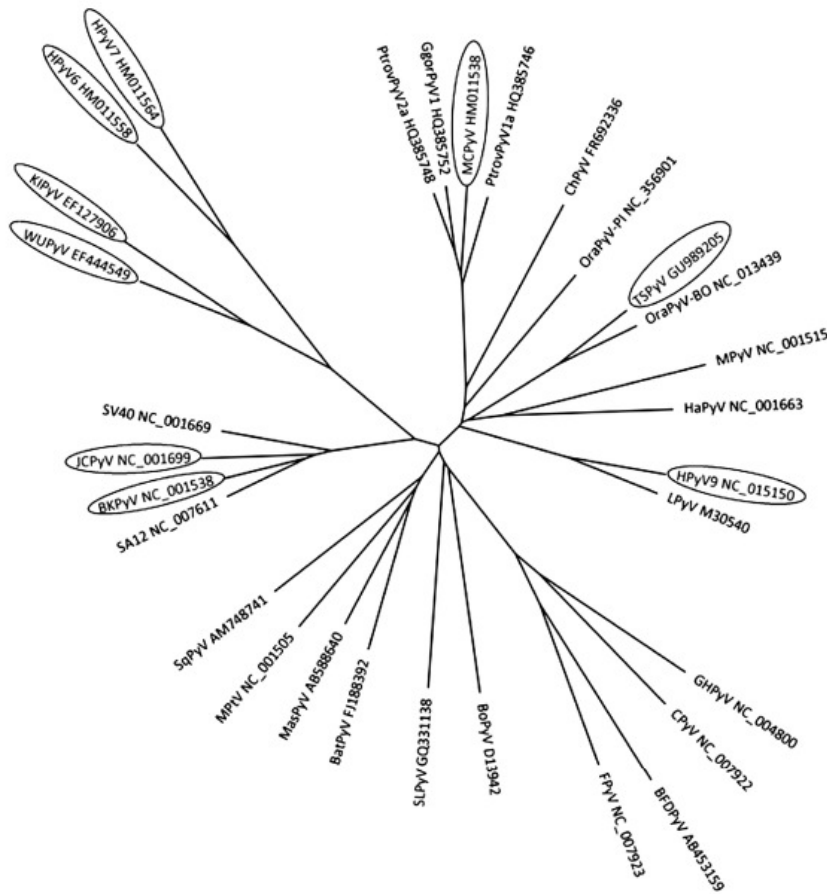 HPyV7 HM011564
HPyV6 HM011558
KIPyV EF127906
WUPyV EF444549
PtrovPyV2a HQ385748
GgorPyV1 HQ385752
MCPyV HM011538
PtrovPyV1a HQ385746
ChPyV FR692336
OraPyV-PI NC_356901
TSPyV GU989205
OraPyV-BO NC_013439
MPyV NC_001515
HaPyV NC_001663
HPyV9 NC_015150
LPyV M30540
SV40 NC_001669
JCPyV NC_001699
BKPyV NC_001538
SA12 NC_007611
SqPyV AM748741
MPtV NC_001505
MasPyV AB588640
BatPyV FJ188392
SLPyV GQ331138
BoPyV D13942
GHPyV NC_004800
CPyV NC_007922
BFDPyV AB453159
FPyV NC_007923